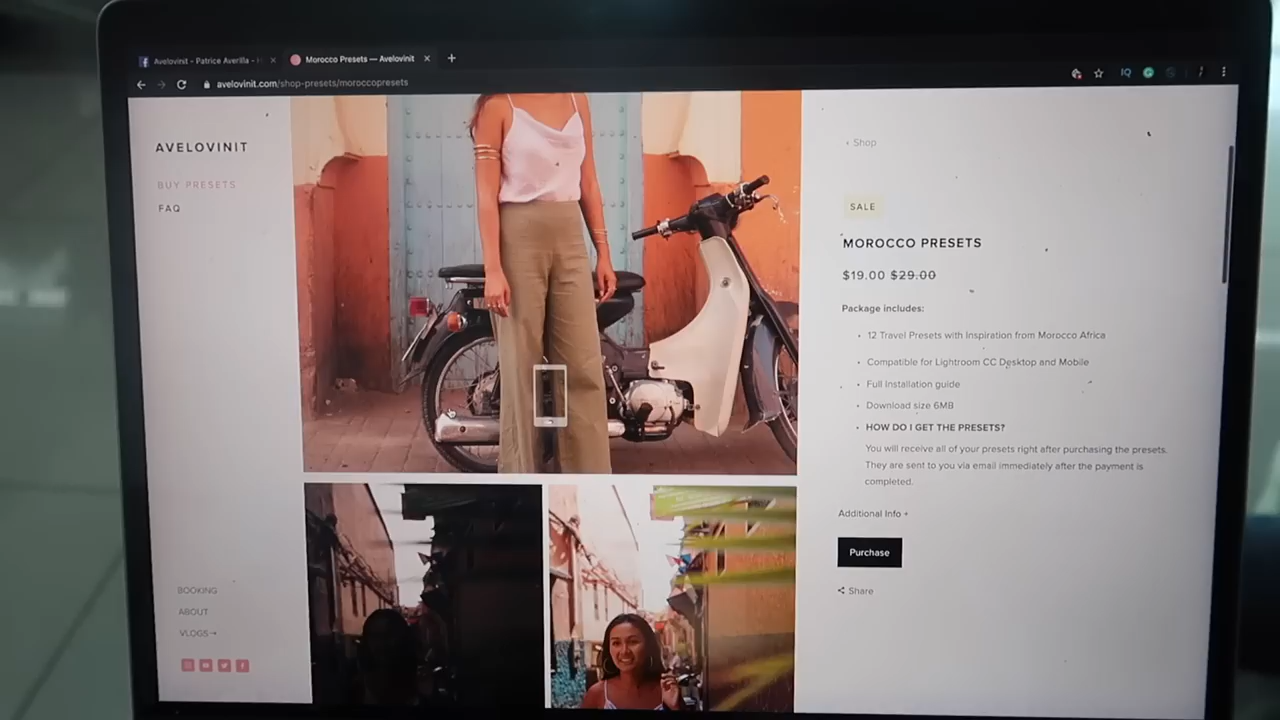 Avelovinit - Patrice Averilla -
Morocco Presets — Avelovinit
avelovinit.com/shop-presets/moroccopresets
IQ
AVELOVINIT
BUY PRESETS
FAQ
‹ Shop
SALE
MOROCCO PRESETS
$19.00 $29.00
Package includes:
• 12 Travel Presets with Inspiration from Morocco Africa
• Compatible for Lightroom CC Desktop and Mobile
• Full Installation guide
• Download size 6MB
• HOW DO I GET THE PRESETS?
You will receive all of your presets right after purchasing the presets.
They are sent to you via email immediately after the payment is
completed.
Additional Info +
Purchase
Share
BOOKING
ABOUT
VLOGS→